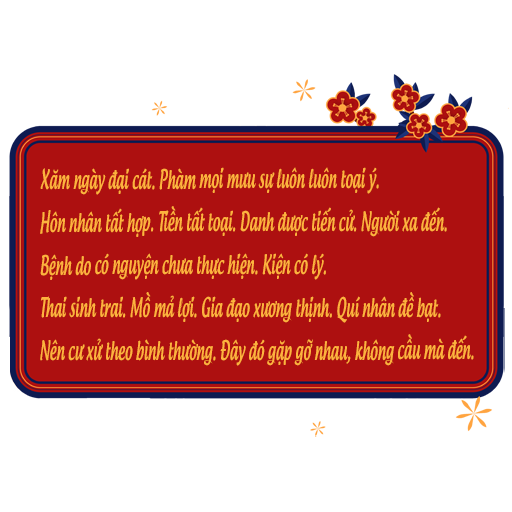 Xăm ngày đại cát. Phàm mọi mưu sự luôn luôn toại ý.
Hôn nhân tất hợp. Tiền tất toại. Danh được tiến cử. Người xa đến.
Bệnh do có nguyện chưa thực hiện. Kiện có lý.
Thai sinh trai. Mồ mả lợi. Gia đạo xương thịnh. Quí nhân đề bạt.
Nên cư xử theo bình thường. Đây đó gặp gỡ nhau, không cầu mà đến.